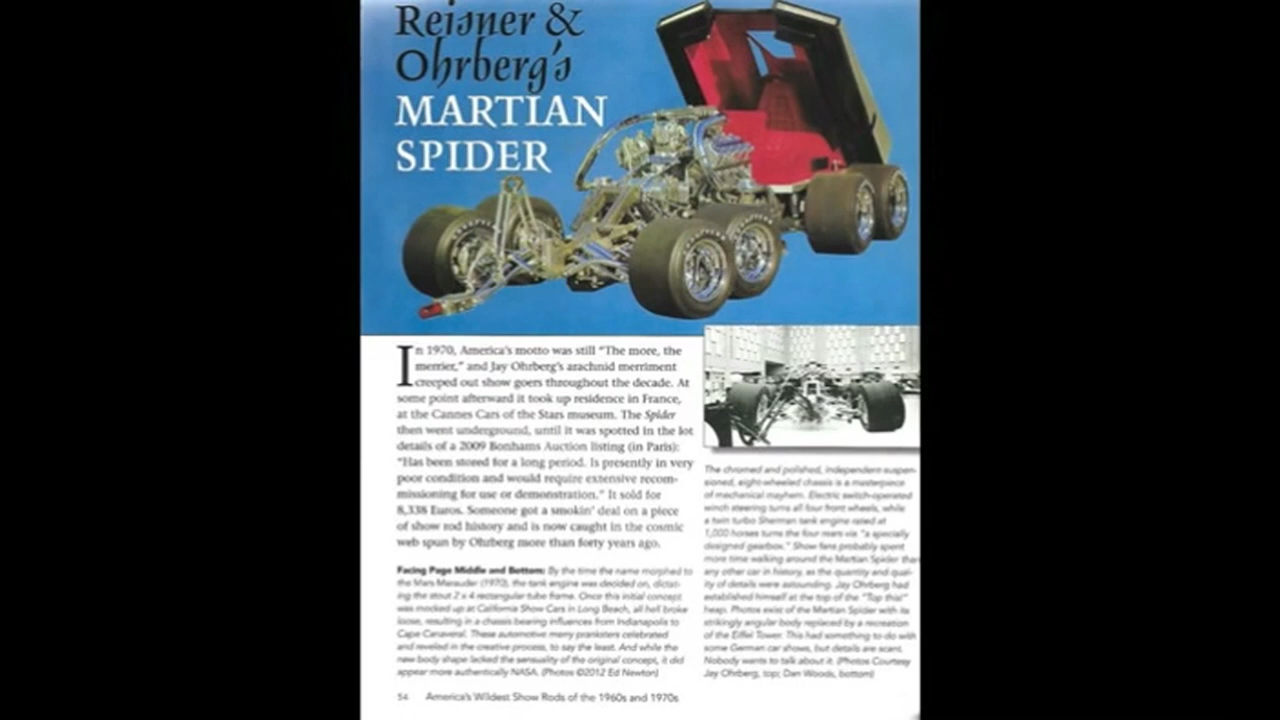 Reisner &
Ohrberg's
MARTIAN
SPIDER
In 1970, America's motto was still "The more, the
merrier," and Jay Ohrberg's arachnid merriment
creeped out show goers throughout the decade. At
some point afterward it took up residence in France,
at the Cannes Cars of the Stars museum. The Spider
then went underground, until it was spotted in the lot
details of a 2009 Bonhams Auction listing (in Paris):
"Has been stored for a long period. Is presently in very
poor condition and would require extensive recom-
missioning for use or demonstration." It sold for
8,338 Euros. Someone got a smokin' deal on a piece
of show rod history and is now caught in the cosmic
web spun by Ohrberg more than forty years ago.
Facing Page Middle and Bottom: By the time the name morphed to
the Mars Marauder (1970), the tank engine was decided on, dictat-
ing the stout 2 x 4 rectangular tube frame. Once this initial concept
was mocked up at California Show Cars in Long Beach, all hell broke
loose, resulting in a chassis bearing influences from Indianapolis to
Cape Canaveral. These automotive merry pranksters celebrated
and reveled in the creative process, to say the least. And while the
new body shape lacked the sensuality of the original concept, it did
appear more authentically NASA. (Photos ©2012 Ed Newton)
The chromed and polished, independent-suspen-
sioned, eight-wheeled chassis is a masterpiece
of mechanical mayhem. Electric switch-operated
winch steering turns all four front wheels, while
a twin turbo Sherman tank engine rated at
1,000 horses turns the four rears via "a specially
designed gearbox." Show fans probably spent
more time walking around the Martian Spider than
any other car in history, as the quantity and qual-
ity of details were astounding. Jay Ohrberg had
established himself at the top of the "Top this!"
heap. Photos exist of the Martian Spider with its
strikingly angular body replaced by a recreation
of the Eiffel Tower. This had something to do with
some German car shows, but details are scant.
Nobody wants to talk about it. (Photos Courtesy
Jay Ohrberg, top; Dan Woods, bottom)
54 America's Wildest Show Rods of the 1960s and 1970s